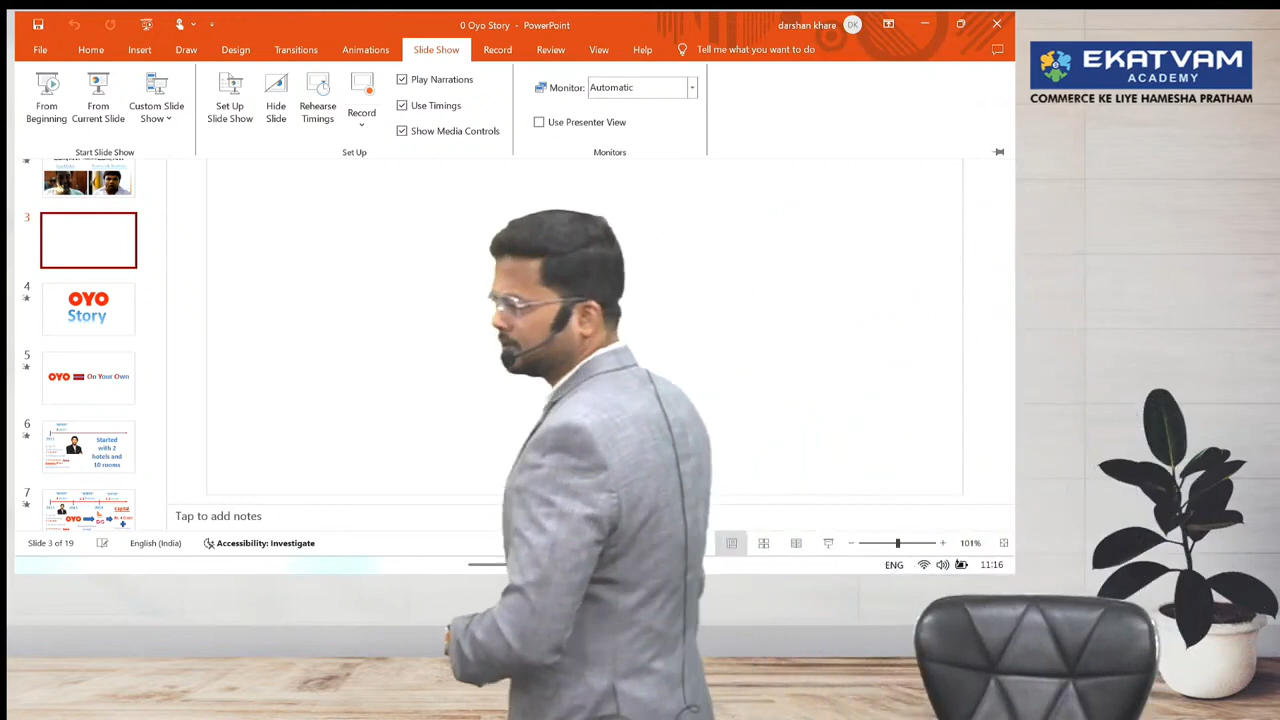 0 Oyo Story - PowerPoint
darshan khare
DK
File Home Insert Draw Design Transitions Animations Slide Show Record Review View Help Tell me what you want to do
From Beginning
From Current Slide
Custom Slide Show
Set Up Slide Show
Hide Slide
Rehearse Timings
Record
Play Narrations
Use Timings
Show Media Controls
Monitor: Automatic
Use Presenter View
Start Slide Show
Set Up
Monitors
3
4
OYO
Story
5
OYO On Your Own
6
Started
with 2
hotels and
10 rooms
7
OYO
Tap to add notes
Slide 3 of 19
English (India)
Accessibility: Investigate
101%
ENG
11:16
EKATVAM
ACADEMY
COMMERCE KE LIYE HAMESHA PRATHAM